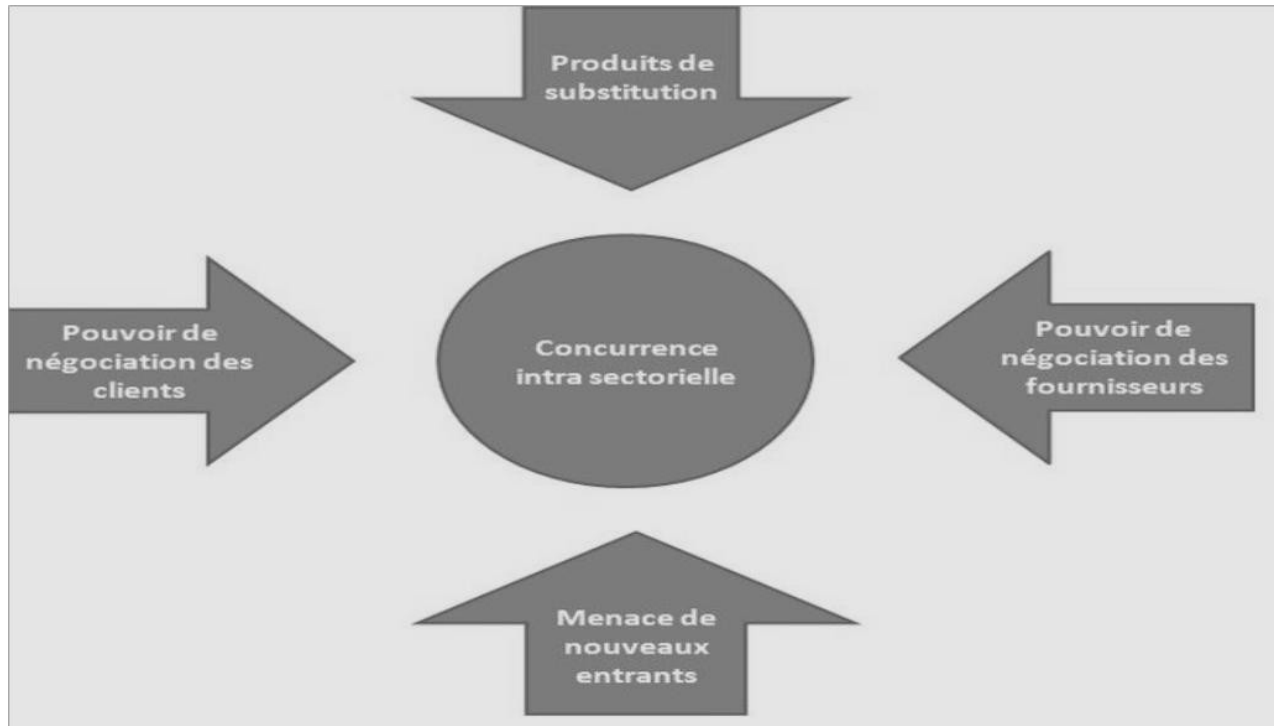 Produits de
substitution
Pouvoir de
négociation des
clients
Concurrence
intra sectorielle
Pouvoir de
négociation des
fournisseurs
Menace de
nouveaux
entrants